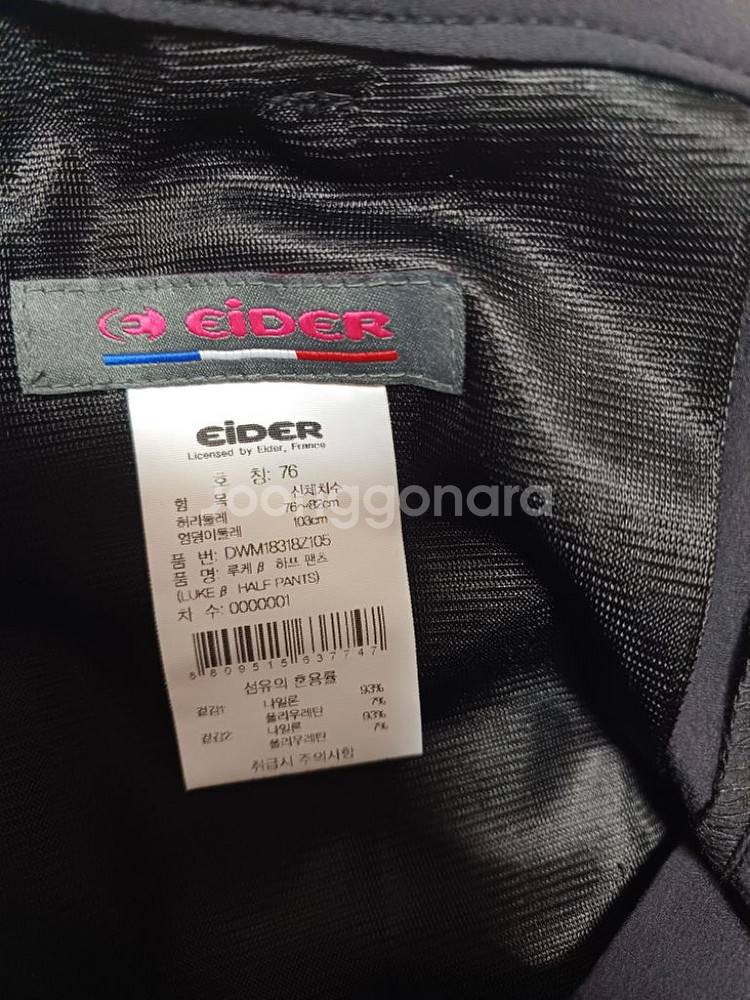 EiDER
EiDER
Licensed by Eider, France
호 칭: 76
항 목 신체치수
허리둘레 76~82cm
엉덩이둘레 103cm
품 번: DWM18318Z105
품 명: 루케 β 하프 팬츠
(LUKE β HALF PANTS)
차 수: 0000001
8809515637747
섬유의 혼용률
겉감1 나일론 93%
폴리우레탄 7%
겉감2 나일론 93%
폴리우레탄 7%
취급시 주의사항
joonggonara